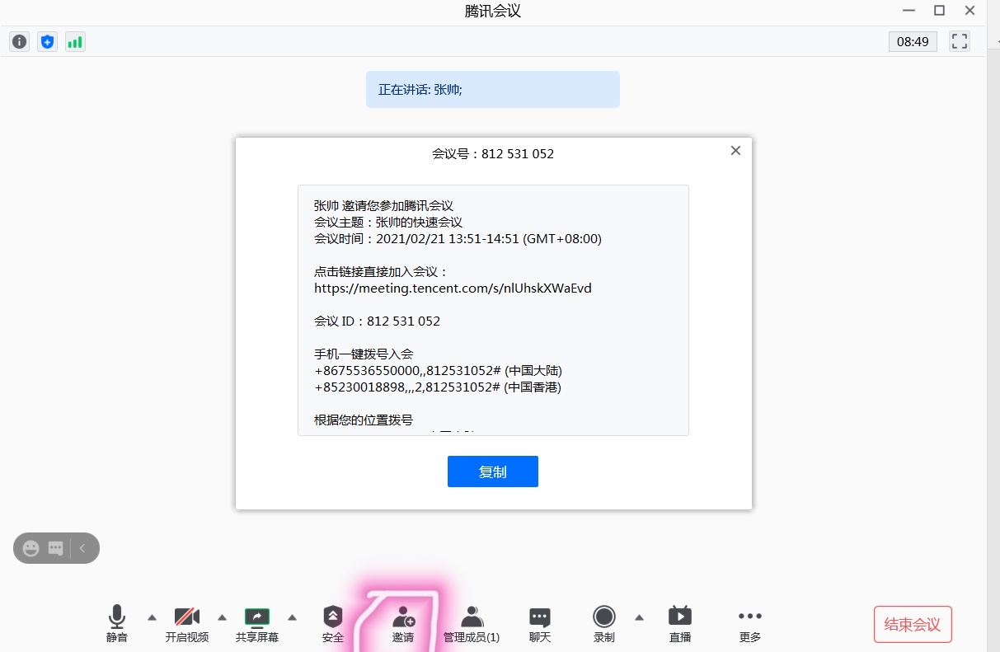 腾讯会议
08:49
正在讲话: 张帅;
会议号：812 531 052
张帅 邀请您参加腾讯会议
会议主题：张帅的快速会议
会议时间：2021/02/21 13:51-14:51 (GMT+08:00)
点击链接直接加入会议：
https://meeting.tencent.com/s/nlUhskXWaEvd
会议 ID：812 531 052
手机一键拨号入会
+8675536550000,,812531052# (中国大陆)
+85230018898,,,2,812531052# (中国香港)
根据您的位置拨号
复制
静音 开启视频 共享屏幕 安全 邀请 管理成员(1) 聊天 录制 直播 更多 结束会议